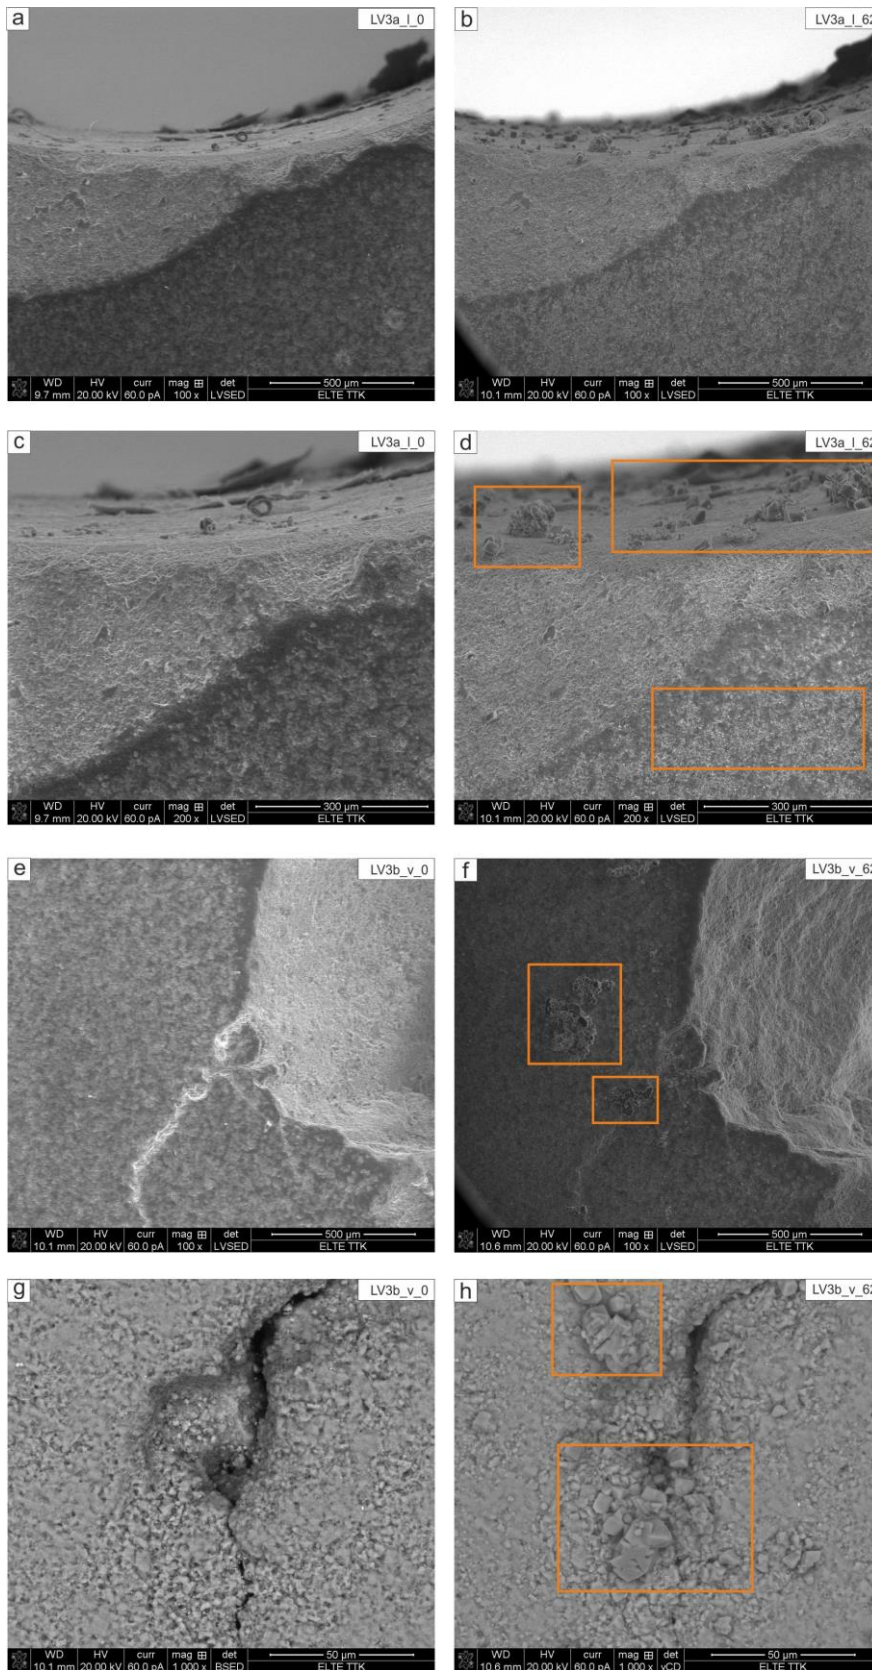 a LV3a_l_0
b LV3a_l_62
WD HV curr mag det
9.7 mm 20.00 kV 60.0 pA 100 x LVSED
500 µm
ELTE TTK
WD HV curr mag det
10.1 mm 20.00 kV 60.0 pA 100 x LVSED
500 µm
ELTE TTK
c LV3a_l_0
d LV3a_l_62
WD HV curr mag det
9.7 mm 20.00 kV 60.0 pA 200 x LVSED
300 µm
ELTE TTK
WD HV curr mag det
10.1 mm 20.00 kV 60.0 pA 200 x LVSED
300 µm
ELTE TTK
e LV3b_v_0
f LV3b_v_62
WD HV curr mag det
10.1 mm 20.00 kV 60.0 pA 100 x LVSED
500 µm
ELTE TTK
WD HV curr mag det
10.6 mm 20.00 kV 60.0 pA 100 x LVSED
500 µm
ELTE TTK
g LV3b_v_0
h LV3b_v_62
WD HV curr mag det
10.1 mm 20.00 kV 60.0 pA 1 000 x BSED
50 µm
ELTE TTK
WD HV curr mag det
10.6 mm 20.00 kV 60.0 pA 1 000 x vCD
50 µm
ELTE TTK